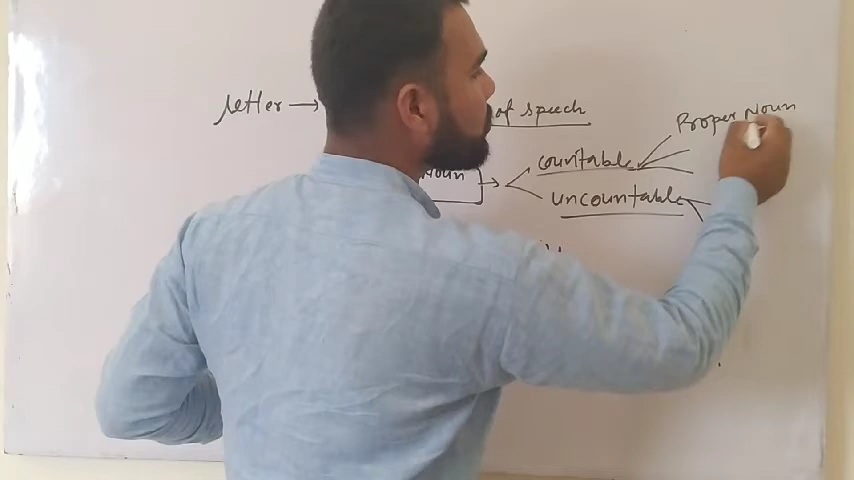 letter → of speech
Noun → countable Proper Noun
uncountable